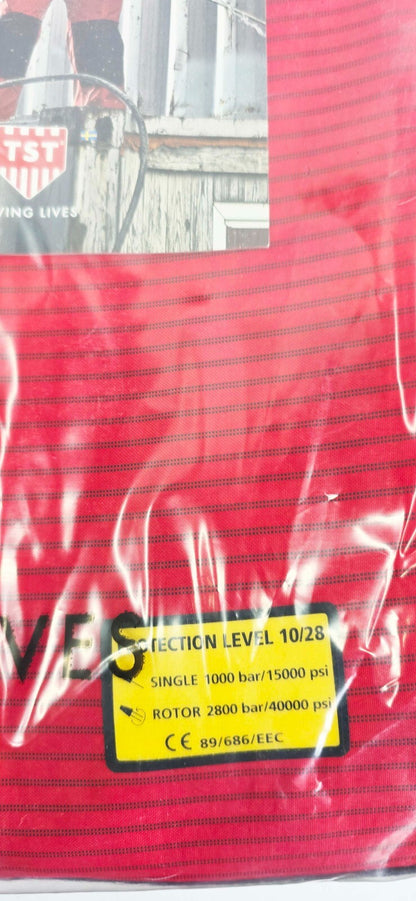 TST
VING LIVES
VES
TECTION LEVEL 10/28
SINGLE 1000 bar/15000 psi
ROTOR 2800 bar/40000 psi
CE 89/686/EEC